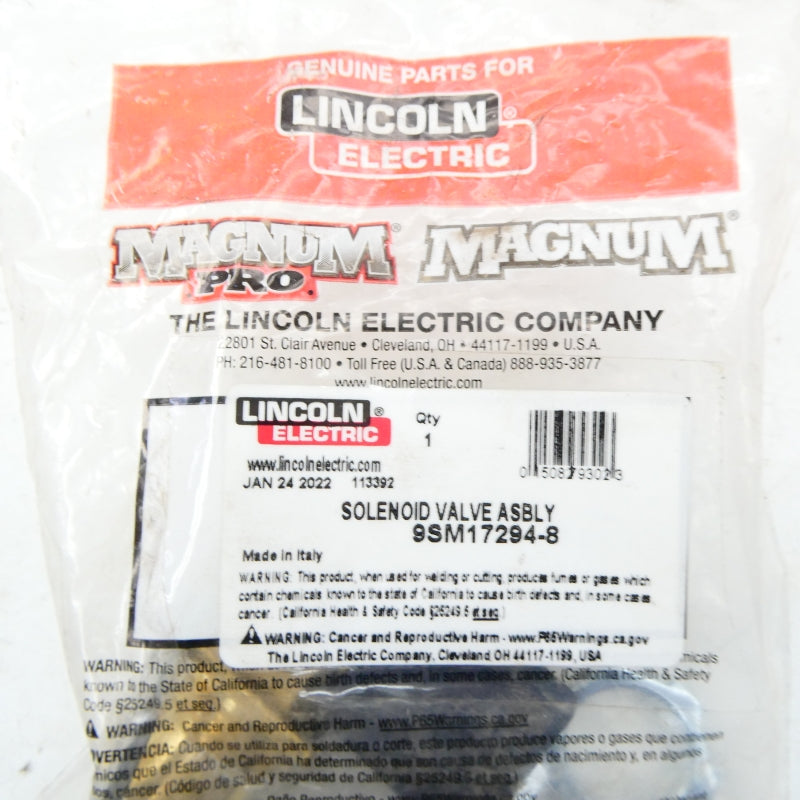 GENUINE PARTS FOR
LINCOLN®
ELECTRIC
MAGNUM® MAGNUM®
PRO.
THE LINCOLN ELECTRIC COMPANY
22801 St. Clair Avenue • Cleveland, OH • 44117-1199 • U.S.A.
PH: 216-481-8100 • Toll Free (U.S.A. & Canada) 888-935-3877
www.lincolnelectric.com
LINCOLN®
ELECTRIC
Qty
1
www.lincolnelectric.com
JAN 24 2022 113392
SOLENOID VALVE ASBLY
9SM17294-8
Made in Italy
WARNING: This product, when used for welding or cutting, produces fumes or gases which
contain chemicals known to the state of California to cause birth defects and, in some cases
cancer. (California Health & Safety Code §25249.5 et seq.)
WARNING: Cancer and Reproductive Harm - www.P65Warnings.ca.gov
The Lincoln Electric Company, Cleveland OH 44117-1199, USA
WARNING: This product,
known to the State of California to cause birth defects and, in some cases, cancer. (California Health & Safety
Code §25249.5 et seq.)
WARNING: Cancer and Reproductive Harm - www.P65Warnings.ca.gov
VERTENCIA: Cuando se utiliza para soldadura o corte, este producto produce vapores o gases que contienen
micos que el Estado de California ha determinado que son causa de defectos de nacimiento y, en algunos
os, cáncer. (Código de salud y seguridad de California §25249.5 et seq.)